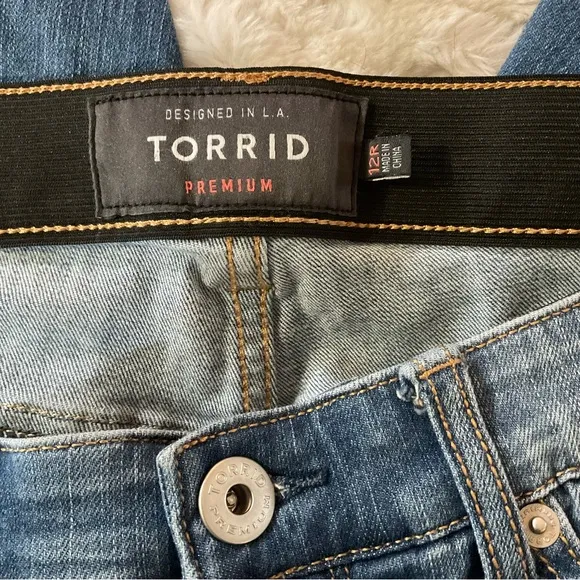 DESIGNED IN L.A.
TORRID
PREMIUM
12R
MADE IN
CHINA
TORRID
PREMIUM